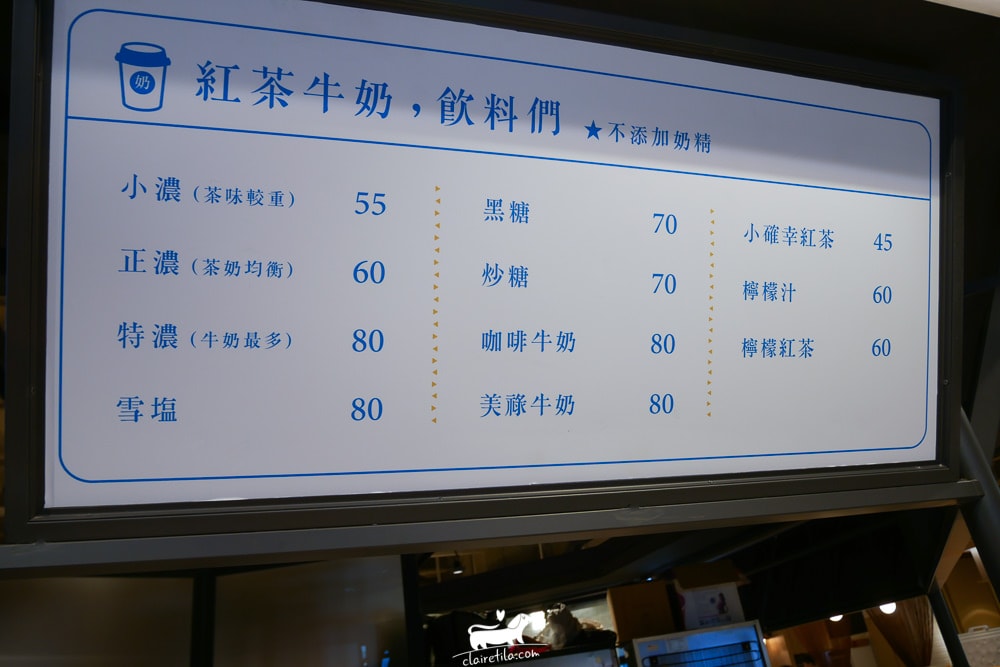 奶
紅茶牛奶，飲料們 ★不添加奶精
小濃（茶味較重） 55
正濃（茶奶均衡） 60
特濃（牛奶最多） 80
雪塩 80
黑糖 70
炒糖 70
咖啡牛奶 80
美祿牛奶 80
小確幸紅茶 45
檸檬汁 60
檸檬紅茶 60
clairetila.com